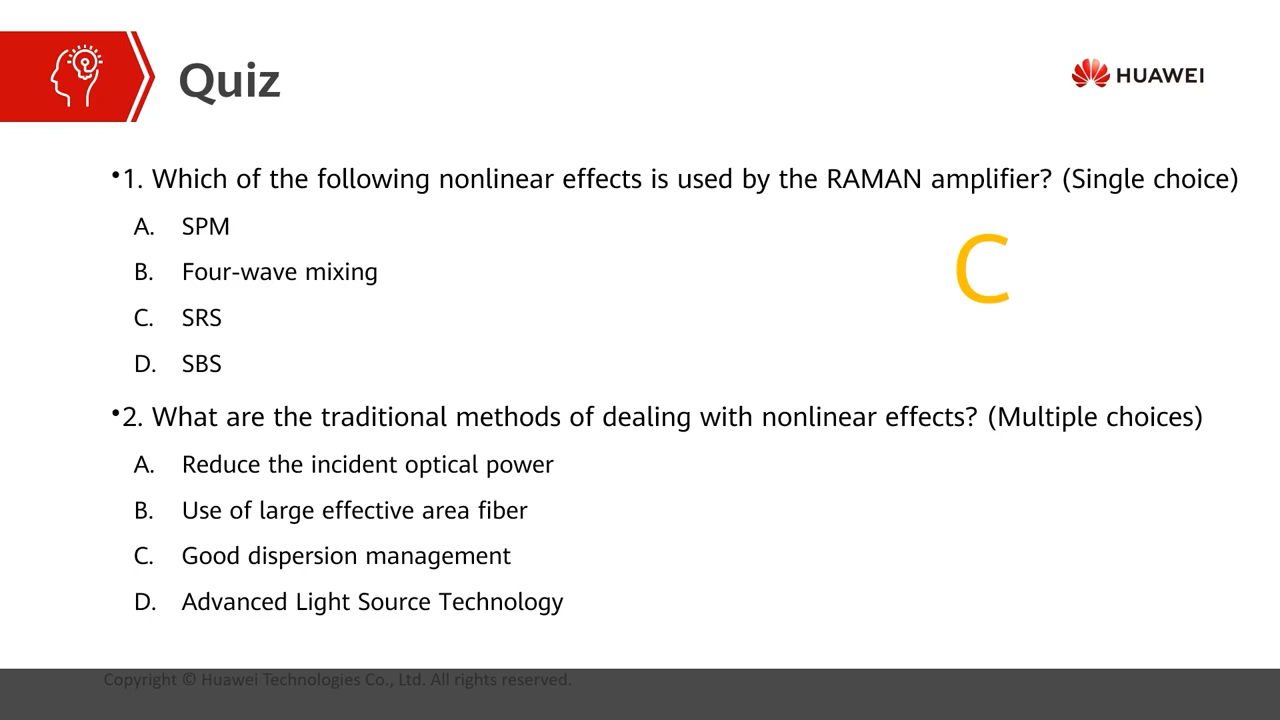 Quiz
HUAWEI
•1. Which of the following nonlinear effects is used by the RAMAN amplifier? (Single choice)
A. SPM
C
B. Four-wave mixing
C. SRS
D. SBS
•2. What are the traditional methods of dealing with nonlinear effects? (Multiple choices)
A. Reduce the incident optical power
B. Use of large effective area fiber
C. Good dispersion management
D. Advanced Light Source Technology
Copyright © Huawei Technologies Co., Ltd. All rights reserved.